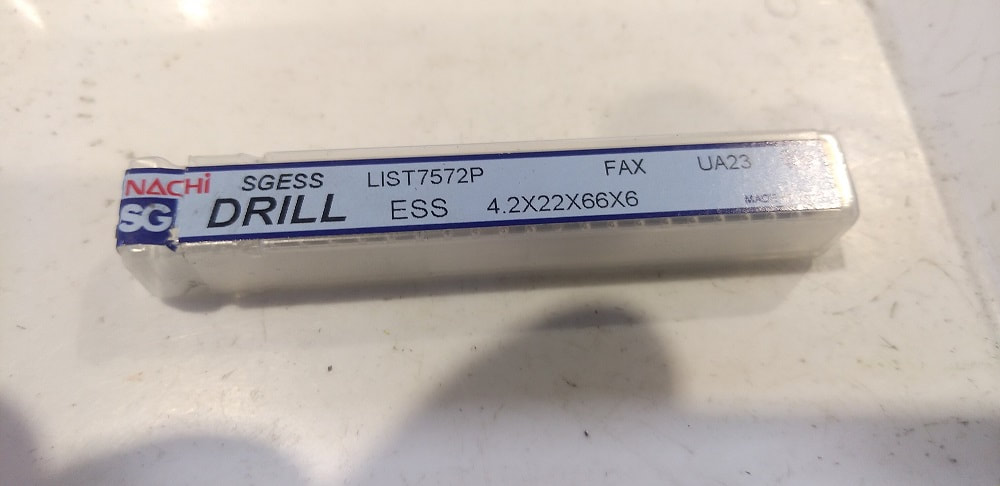 NACHi SGESS LIST7572P FAX UA23
SG DRILL ESS 4.2X22X66X6